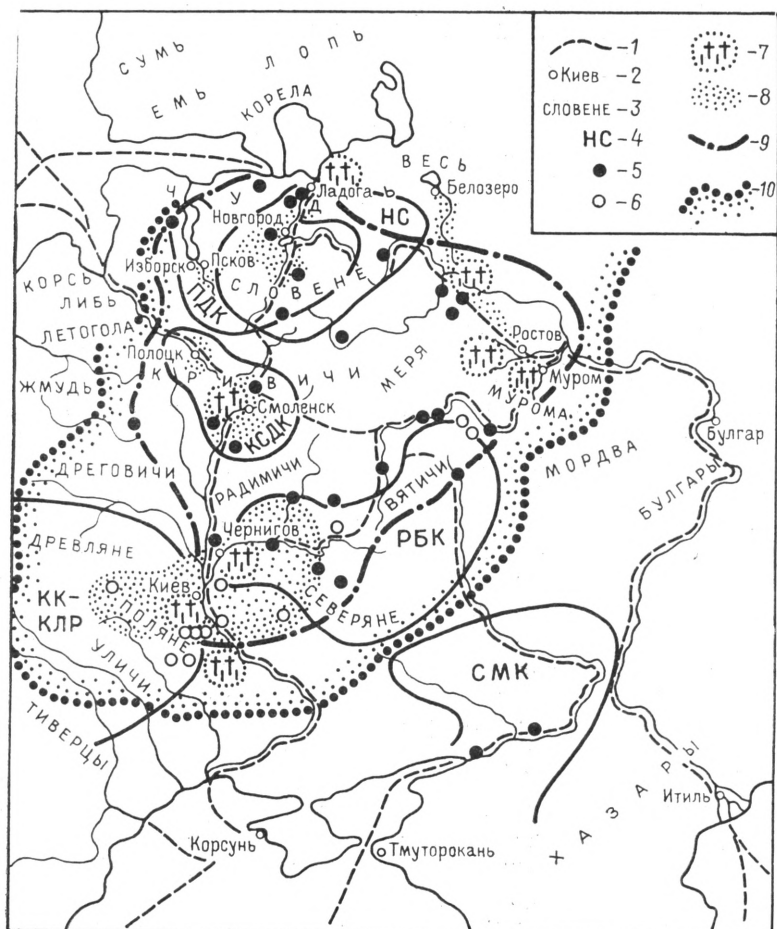 СУМЬ
ЛОПЬ
ЕМЬ
КОРЕЛА
ВЕСЬ
Ладога
Белозеро
ЧУДЬ
НС
Новгород
Изборск
Псков
СЛОВЕНЕ
ПДК
КОРСЬ
ЛИБЬ
ЛЕТОГОЛА
Ростов
Полоцк
КРИВИЧИ
МЕРЯ
Муром
ЖМУДЬ
Смоленск
МУРОМА
КСДК
Булгар
ДРЕГОВИЧИ
РАДИМИЧИ
ВЯТИЧИ
МОРДВА
БУЛГАРЫ
Чернигов
РБК
ДРЕВЛЯНЕ
Киев
КК-
КЛР
ПОЛЯНЕ
СЕВЕРЯНЕ
УЛИЧИ
СМК
ТИВЕРЦЫ
ХАЗАРЫ
Итиль
Корсунь
Тмуторокань
-1
Киев -2
СЛОВЕНЕ -3
НС -4
-5
-6
-7
-8
-9
-10